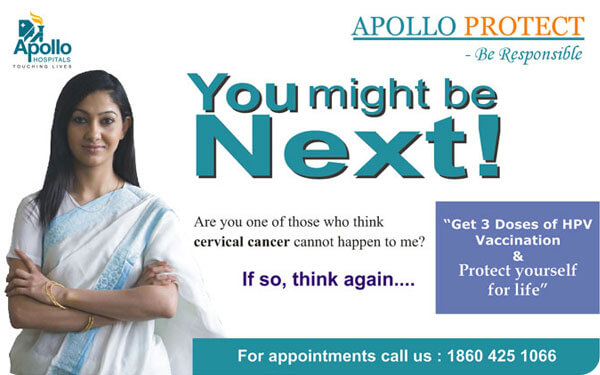 Apollo
HOSPITALS
TOUCHING LIVES
APOLLO PROTECT
- Be Responsible
You might be
Next!
Are you one of those who think
cervical cancer cannot happen to me?
If so, think again....
"Get 3 Doses of HPV
Vaccination
&
Protect yourself
for life"
For appointments call us : 1860 425 1066